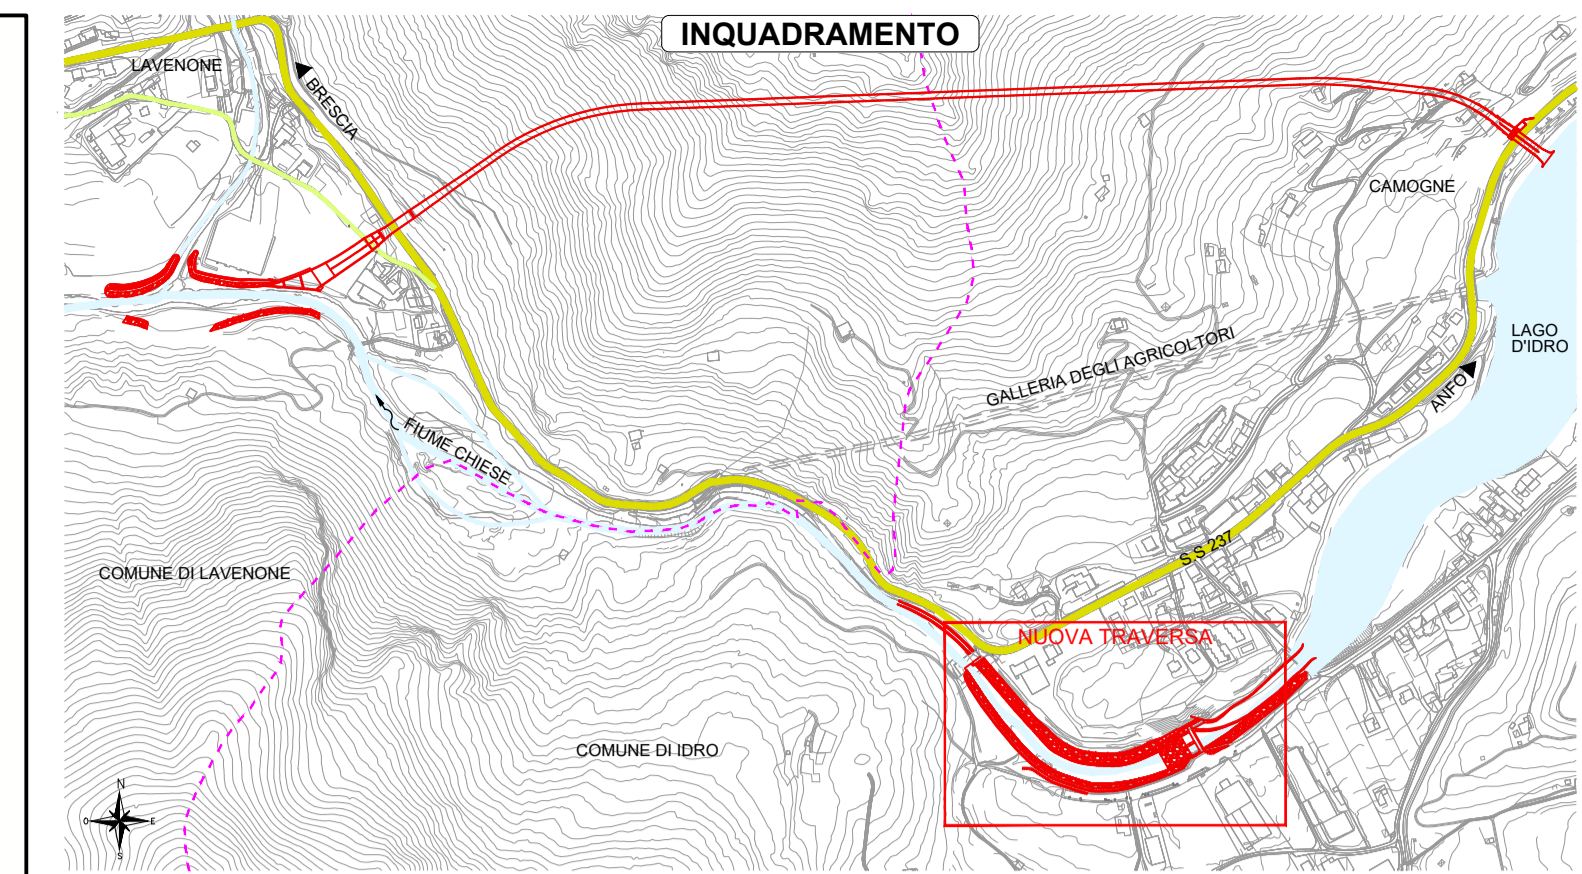 INQUADRAMENTO
LAVENONE
BRESCIA
CAMOGNE
LAGO
D'IDRO
GALLERIA DEGLI AGRICOLTORI
ANFO
FIUME CHIESE
S.S 237
COMUNE DI LAVENONE
NUOVA TRAVERSA
COMUNE DI IDRO
N
O
E
S